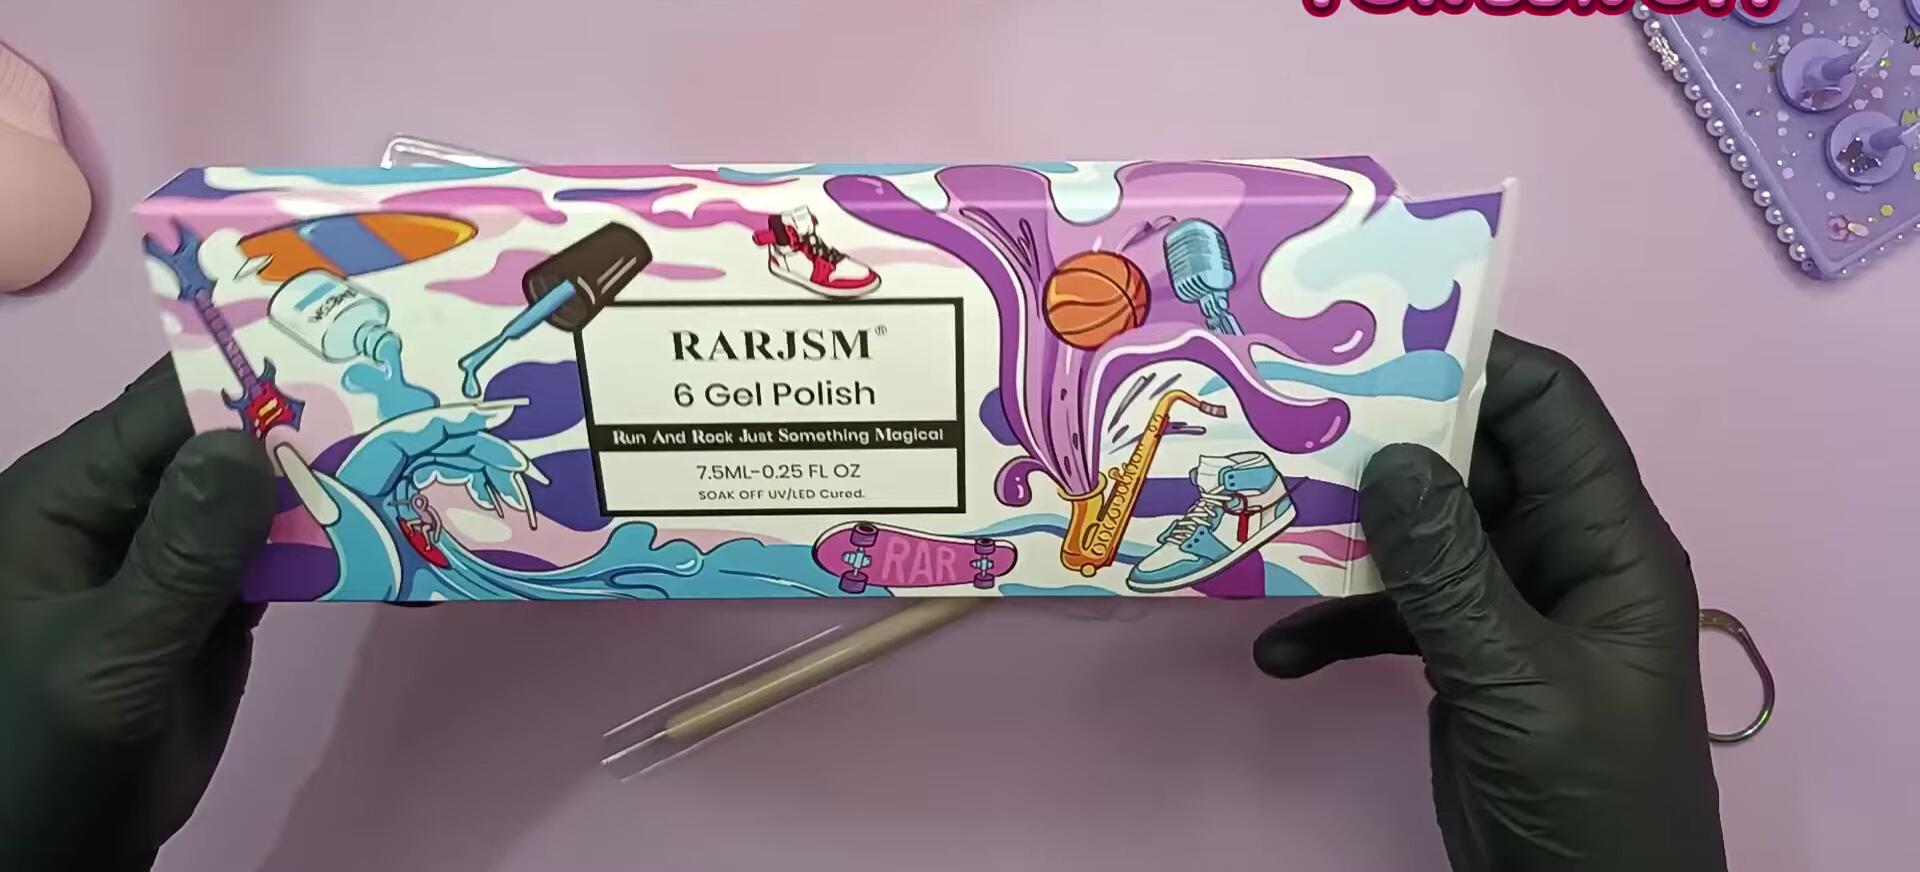 RARJSM®
6 Gel Polish
Run And Rock Just Something Magical
7.5ML-0.25 FL OZ
SOAK OFF UV/LED Cured.
RAR